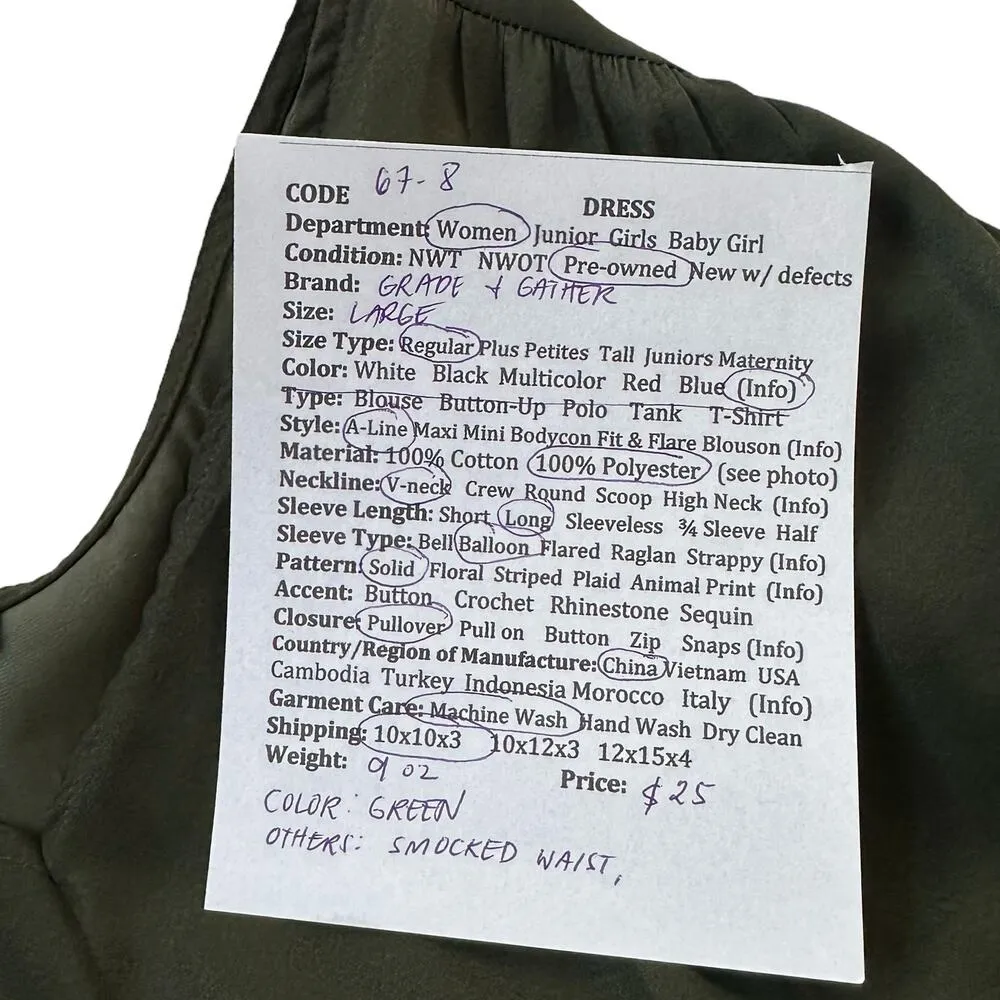 CODE 67-8
DRESS
Department: Women Junior Girls Baby Girl
Condition: NWT NWOT Pre-owned New w/ defects
Brand: GRADE & GATHER
Size: LARGE
Size Type: Regular Plus Petites Tall Juniors Maternity
Color: White Black Multicolor Red Blue (Info)
Type: Blouse Button-Up Polo Tank T-Shirt
Style: A-Line Maxi Mini Bodycon Fit & Flare Blouson (Info)
Material: 100% Cotton 100% Polyester (see photo)
Neckline: V-neck Crew Round Scoop High Neck (Info)
Sleeve Length: Short Long Sleeveless ¾ Sleeve Half
Sleeve Type: Bell Balloon Flared Raglan Strappy (Info)
Pattern: Solid Floral Striped Plaid Animal Print (Info)
Accent: Button Crochet Rhinestone Sequin
Closure: Pullover Pull on Button Zip Snaps (Info)
Country/Region of Manufacture: China Vietnam USA
Cambodia Turkey Indonesia Morocco Italy (Info)
Garment Care: Machine Wash Hand Wash Dry Clean
Shipping: 10x10x3 10x12x3 12x15x4
Weight: 9 oz Price: $25
COLOR: GREEN
OTHERS: SMOCKED WAIST,